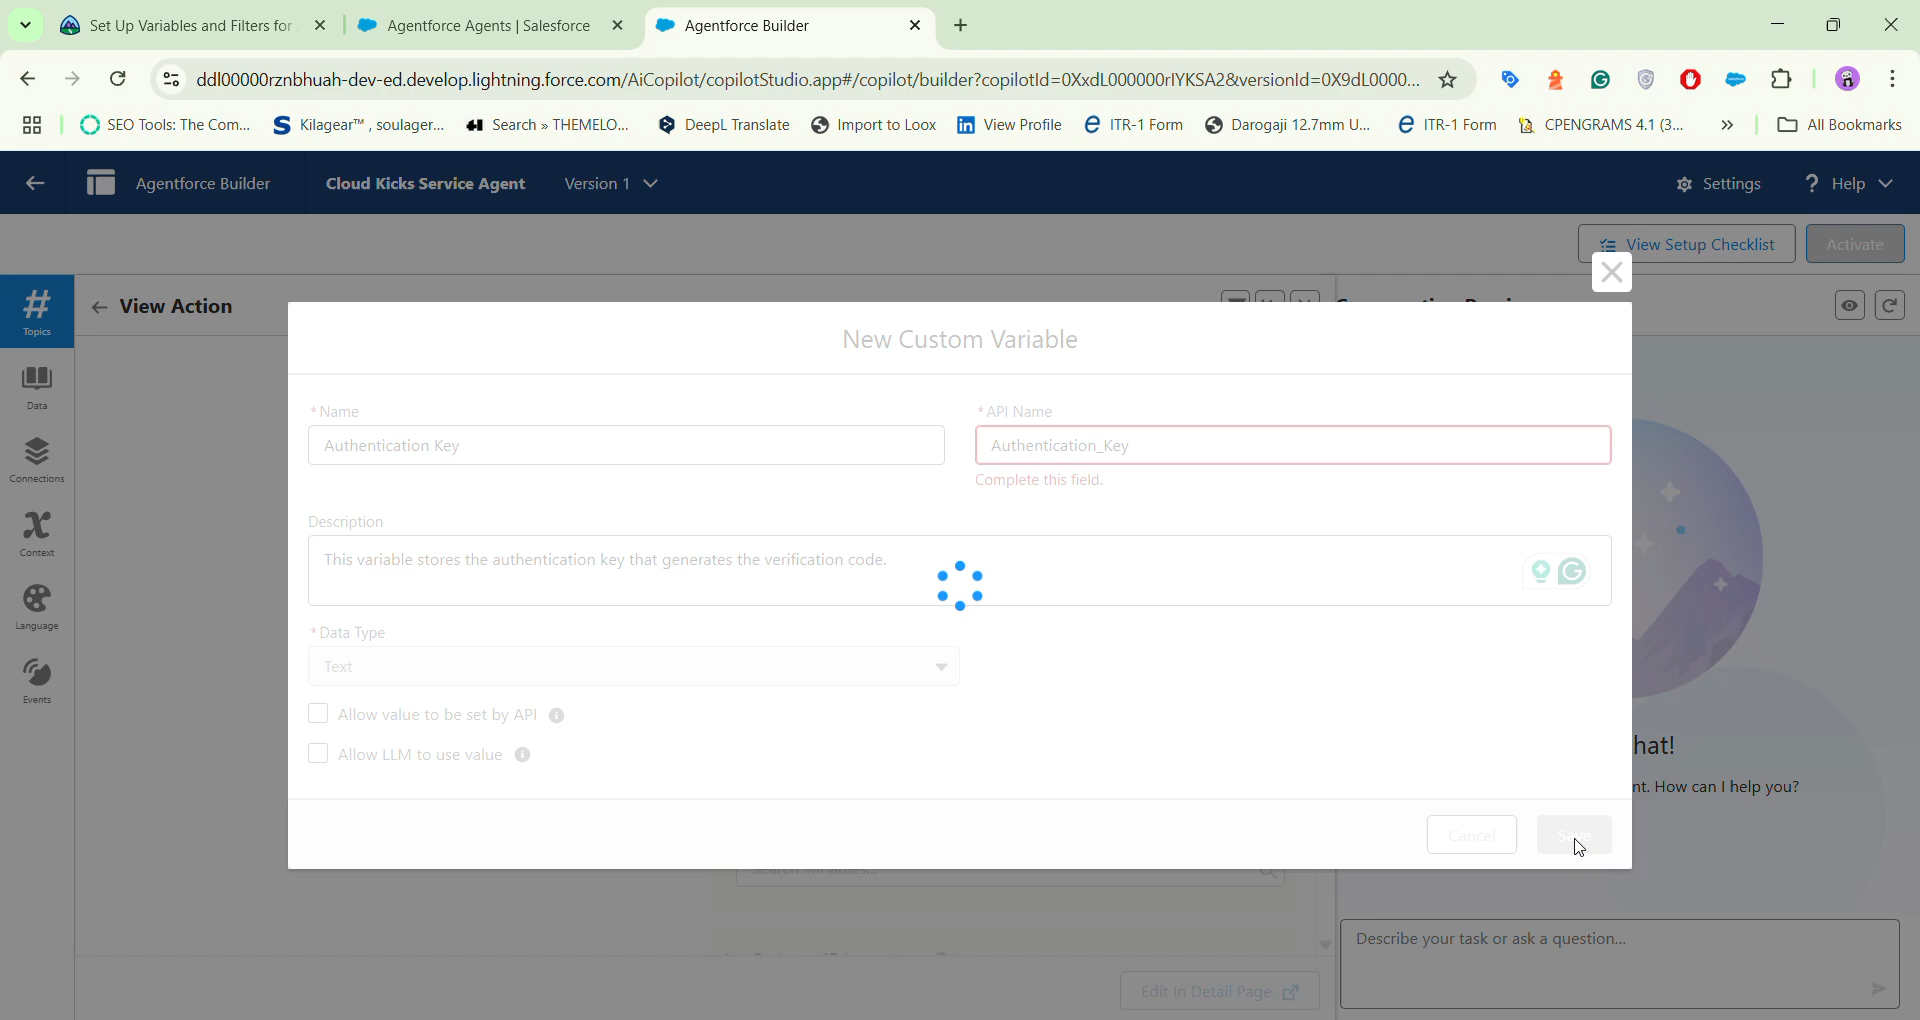 Set Up Variables and Filters for
Agentforce Agents | Salesforce
Agentforce Builder
ddl00000rznbhuah-dev-ed.develop.lightning.force.com/AiCopilot/copilotStudio.app#/copilot/builder?copilotId=0XxdL000000rIYKSA2&versionId=0X9dL0000...
SEO Tools: The Com...
Kilagear™ , soulager...
Search » THEMELO...
DeepL Translate
Import to Loox
View Profile
ITR-1 Form
Darogaji 12.7mm U...
ITR-1 Form
CPENGRAMS 4.1 (3...
All Bookmarks
Agentforce Builder
Cloud Kicks Service Agent
Version 1
Settings
Help
View Setup Checklist
Activate
Topics
Data
Connections
Context
Language
Events
View Action
New Custom Variable
* Name
Authentication Key
* API Name
Authentication_Key
Complete this field.
Description
This variable stores the authentication key that generates the verification code.
* Data Type
Text
Allow value to be set by API
Allow LLM to use value
Cancel
hat!
nt. How can I help you?
Describe your task or ask a question...
Edit In Detail Page